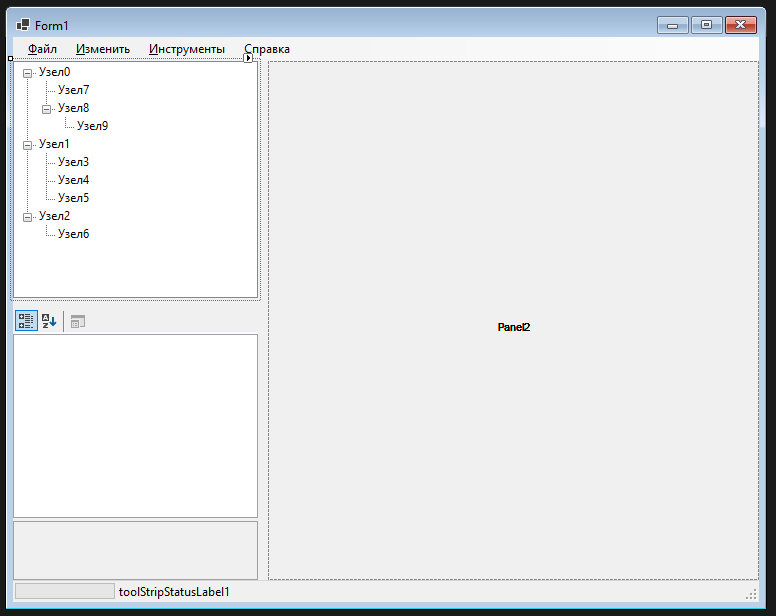 Form1
Файл Изменить Инструменты Справка
Узел0
Узел7
Узел8
Узел9
Узел1
Узел3
Узел4
Узел5
Узел2
Узел6
Panel2
toolStripStatusLabel1